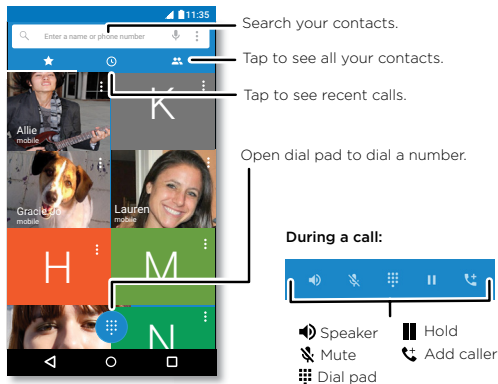 11:35
Enter a name or phone number
Search your contacts.
Tap to see all your contacts.
Tap to see recent calls.
K
Allie
mobile
Open dial pad to dial a number.
Gracie Jo
mobile
Lauren
mobile
During a call:
H
M
N
Speaker
Hold
Mute
Add caller
Dial pad